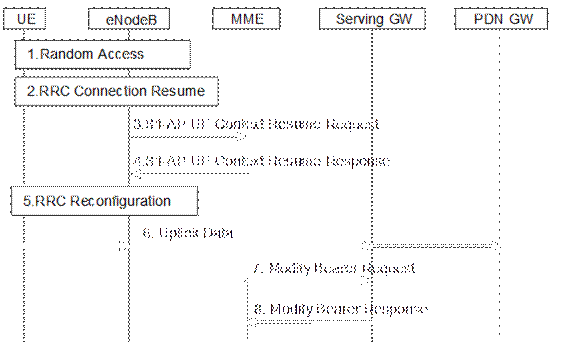 UE eNodeB MME Serving GW PDN GW
1.Random Access
2.RRC Connection Resume
3.S1-AP UE Context Resume Request
4.S1-AP UE Context Resume Response
5.RRC Reconfiguration
6. Uplink Data
7. Modify Bearer Request
8. Modify Bearer Response